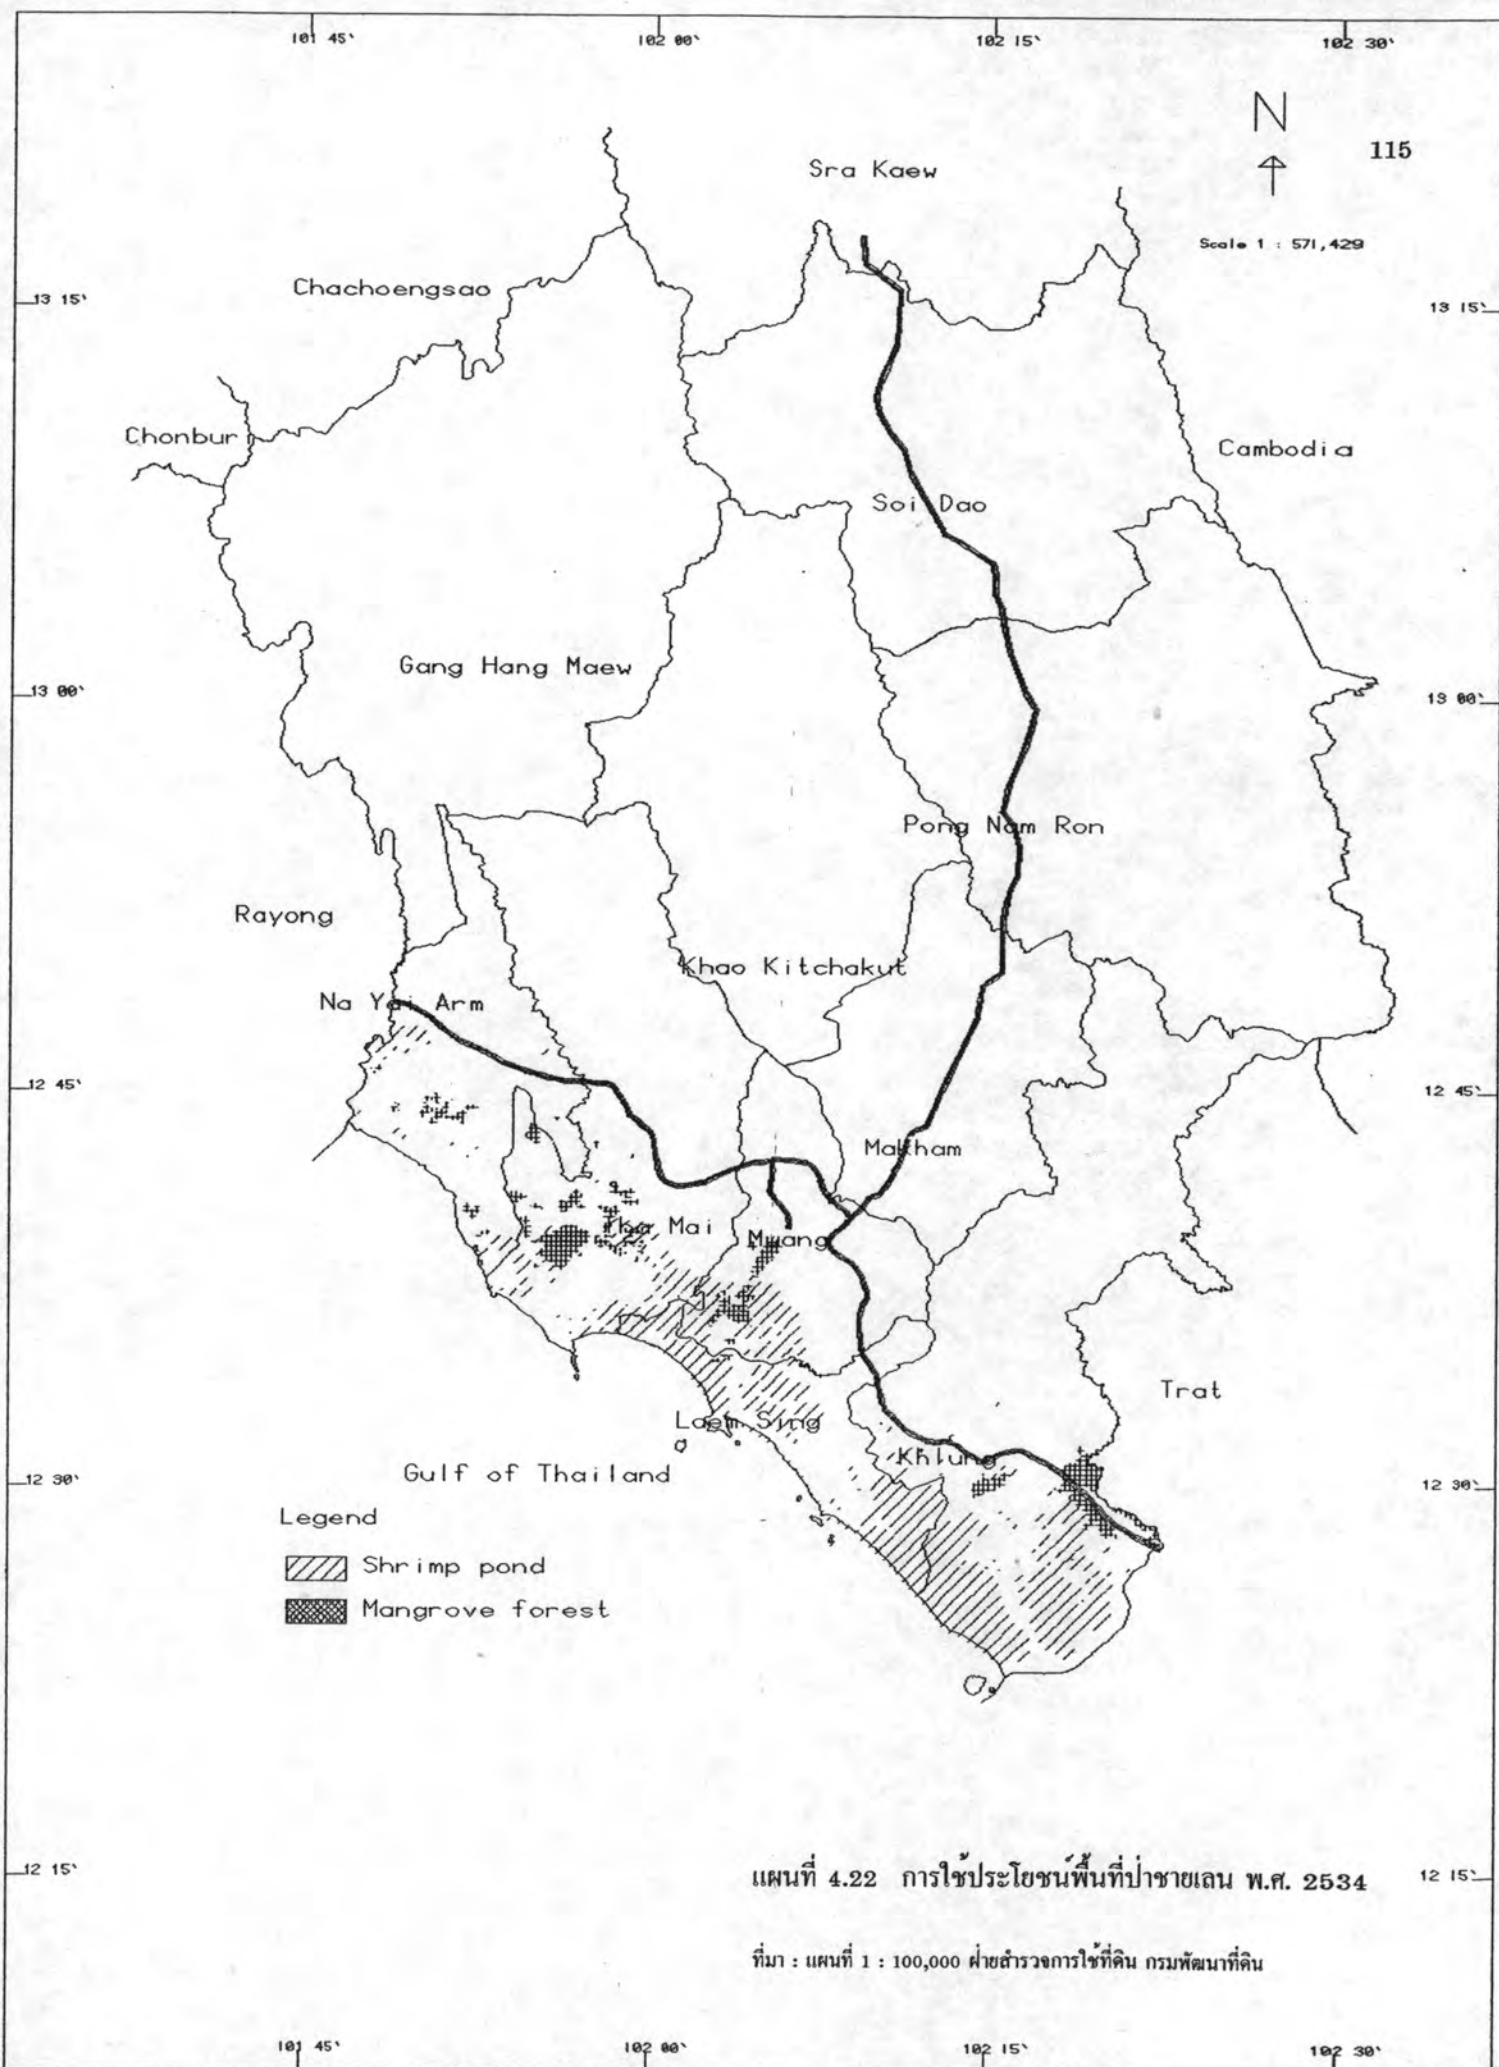 101 45' 102 00' 102 15' 102 30'
N
115
Sra Kaew
Scale 1 : 571,429
Chachoengsao
13 15' 13 15'
Chonbur
Cambodia
Soi Dao
Gang Hang Maew
13 00' 13 00'
Pong Nam Ron
Rayong
Khao Kitchakut
Na Yai Arm
12 45' 12 45'
Makham
Tha Mai
Muang
Trat
Laem Sing
Khlung
Gulf of Thailand
12 30' 12 30'
Legend
Shrimp pond
Mangrove forest
12 15' 12 15'
แผนที่ 4.22 การใช้ประโยชน์พื้นที่ป่าชายเลน พ.ศ. 2534
ที่มา : แผนที่ 1 : 100,000 ฝ่ายสำรวจการใช้ที่ดิน กรมพัฒนาที่ดิน
101 45' 102 00' 102 15' 102 30'